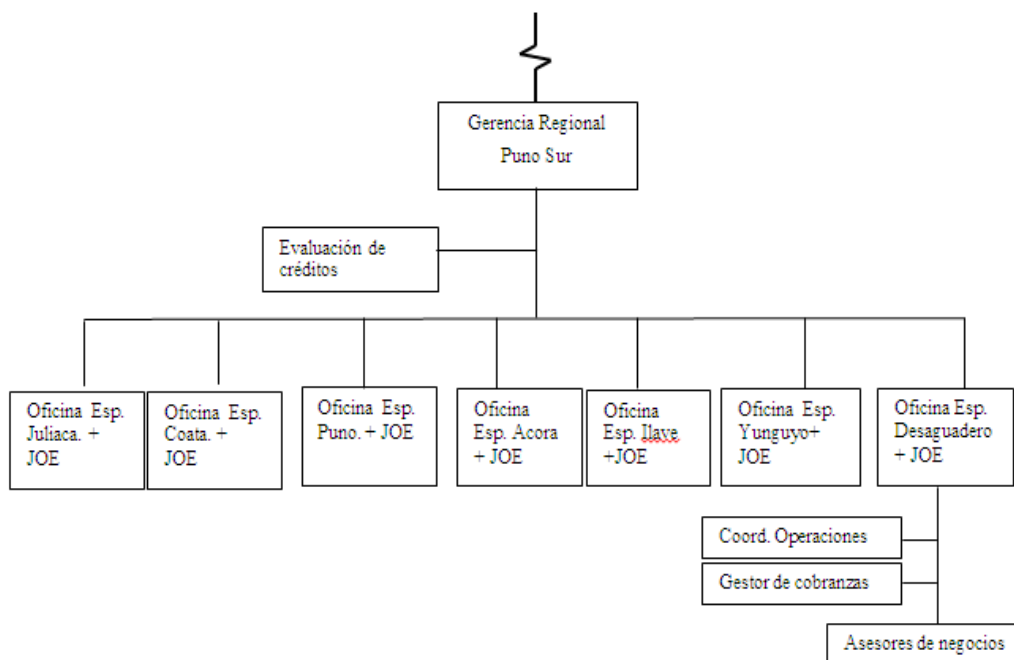 Gerencia Regional
Puno Sur
Evaluación de
créditos
Oficina Esp.
Juliaca. +
JOE
Oficina Esp.
Coata. +
JOE
Oficina Esp.
Puno. + JOE
Oficina
Esp. Acora
+ JOE
Oficina
Esp. Ilave
+JOE
Oficina Esp.
Yunguyo+
JOE
Oficina Esp.
Desaguadero
+ JOE
Coord. Operaciones
Gestor de cobranzas
Asesores de negocios